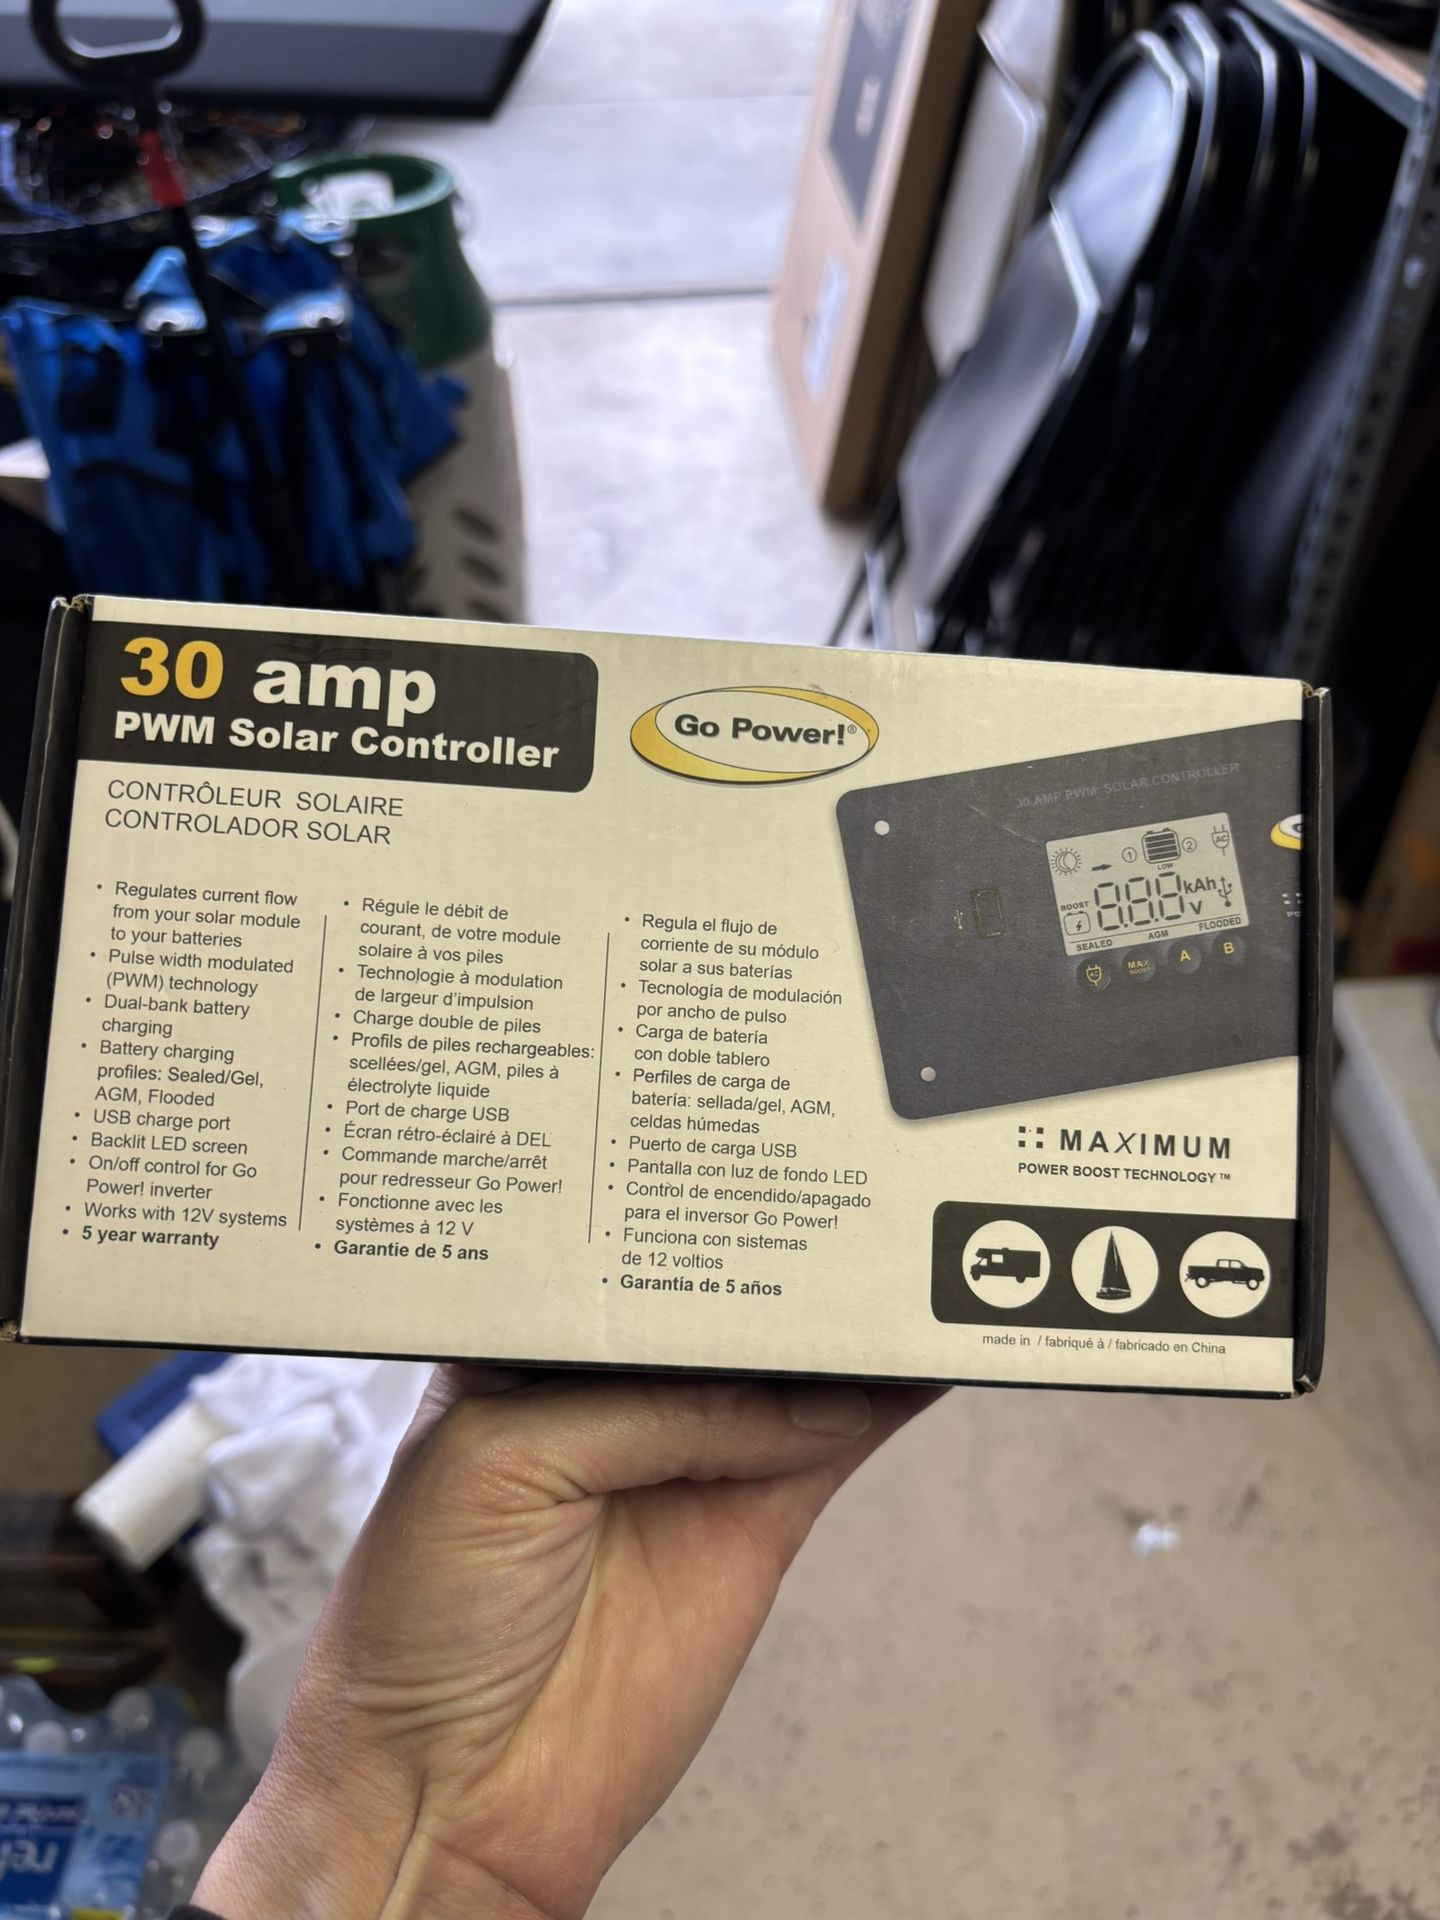 30 amp
PWM Solar Controller
Go Power!®
CONTRÔLEUR SOLAIRE
CONTROLADOR SOLAR
• Regulates current flow
from your solar module
to your batteries
• Pulse width modulated
(PWM) technology
• Dual-bank battery
charging
• Battery charging
profiles: Sealed/Gel,
AGM, Flooded
• USB charge port
• Backlit LED screen
• On/off control for Go
Power! inverter
• Works with 12V systems
• 5 year warranty
• Régule le débit de
courant, de votre module
solaire à vos piles
• Technologie à modulation
de largeur d'impulsion
• Charge double de piles
• Profils de piles rechargeables:
scellées/gel, AGM, piles à
électrolyte liquide
• Port de charge USB
• Écran rétro-éclairé à DEL
• Commande marche/arrêt
pour redresseur Go Power!
• Fonctionne avec les
systèmes à 12 V
• Garantie de 5 ans
• Regula el flujo de
corriente de su módulo
solar a sus baterías
• Tecnología de modulación
por ancho de pulso
• Carga de batería
con doble tablero
• Perfiles de carga de
batería: sellada/gel, AGM,
celdas húmedas
• Puerto de carga USB
• Pantalla con luz de fondo LED
• Control de encendido/apagado
para el inversor Go Power!
• Funciona con sistemas
de 12 voltios
• Garantía de 5 años
30 AMP PWM SOLAR CONTROLLER
1 2 AC
LOW
BOOST 8.8.8 kAh
V
SEALED AGM FLOODED
AC MAX BOOST A B
MAXIMUM
POWER BOOST TECHNOLOGY™
made in / fabriqué à / fabricado en China